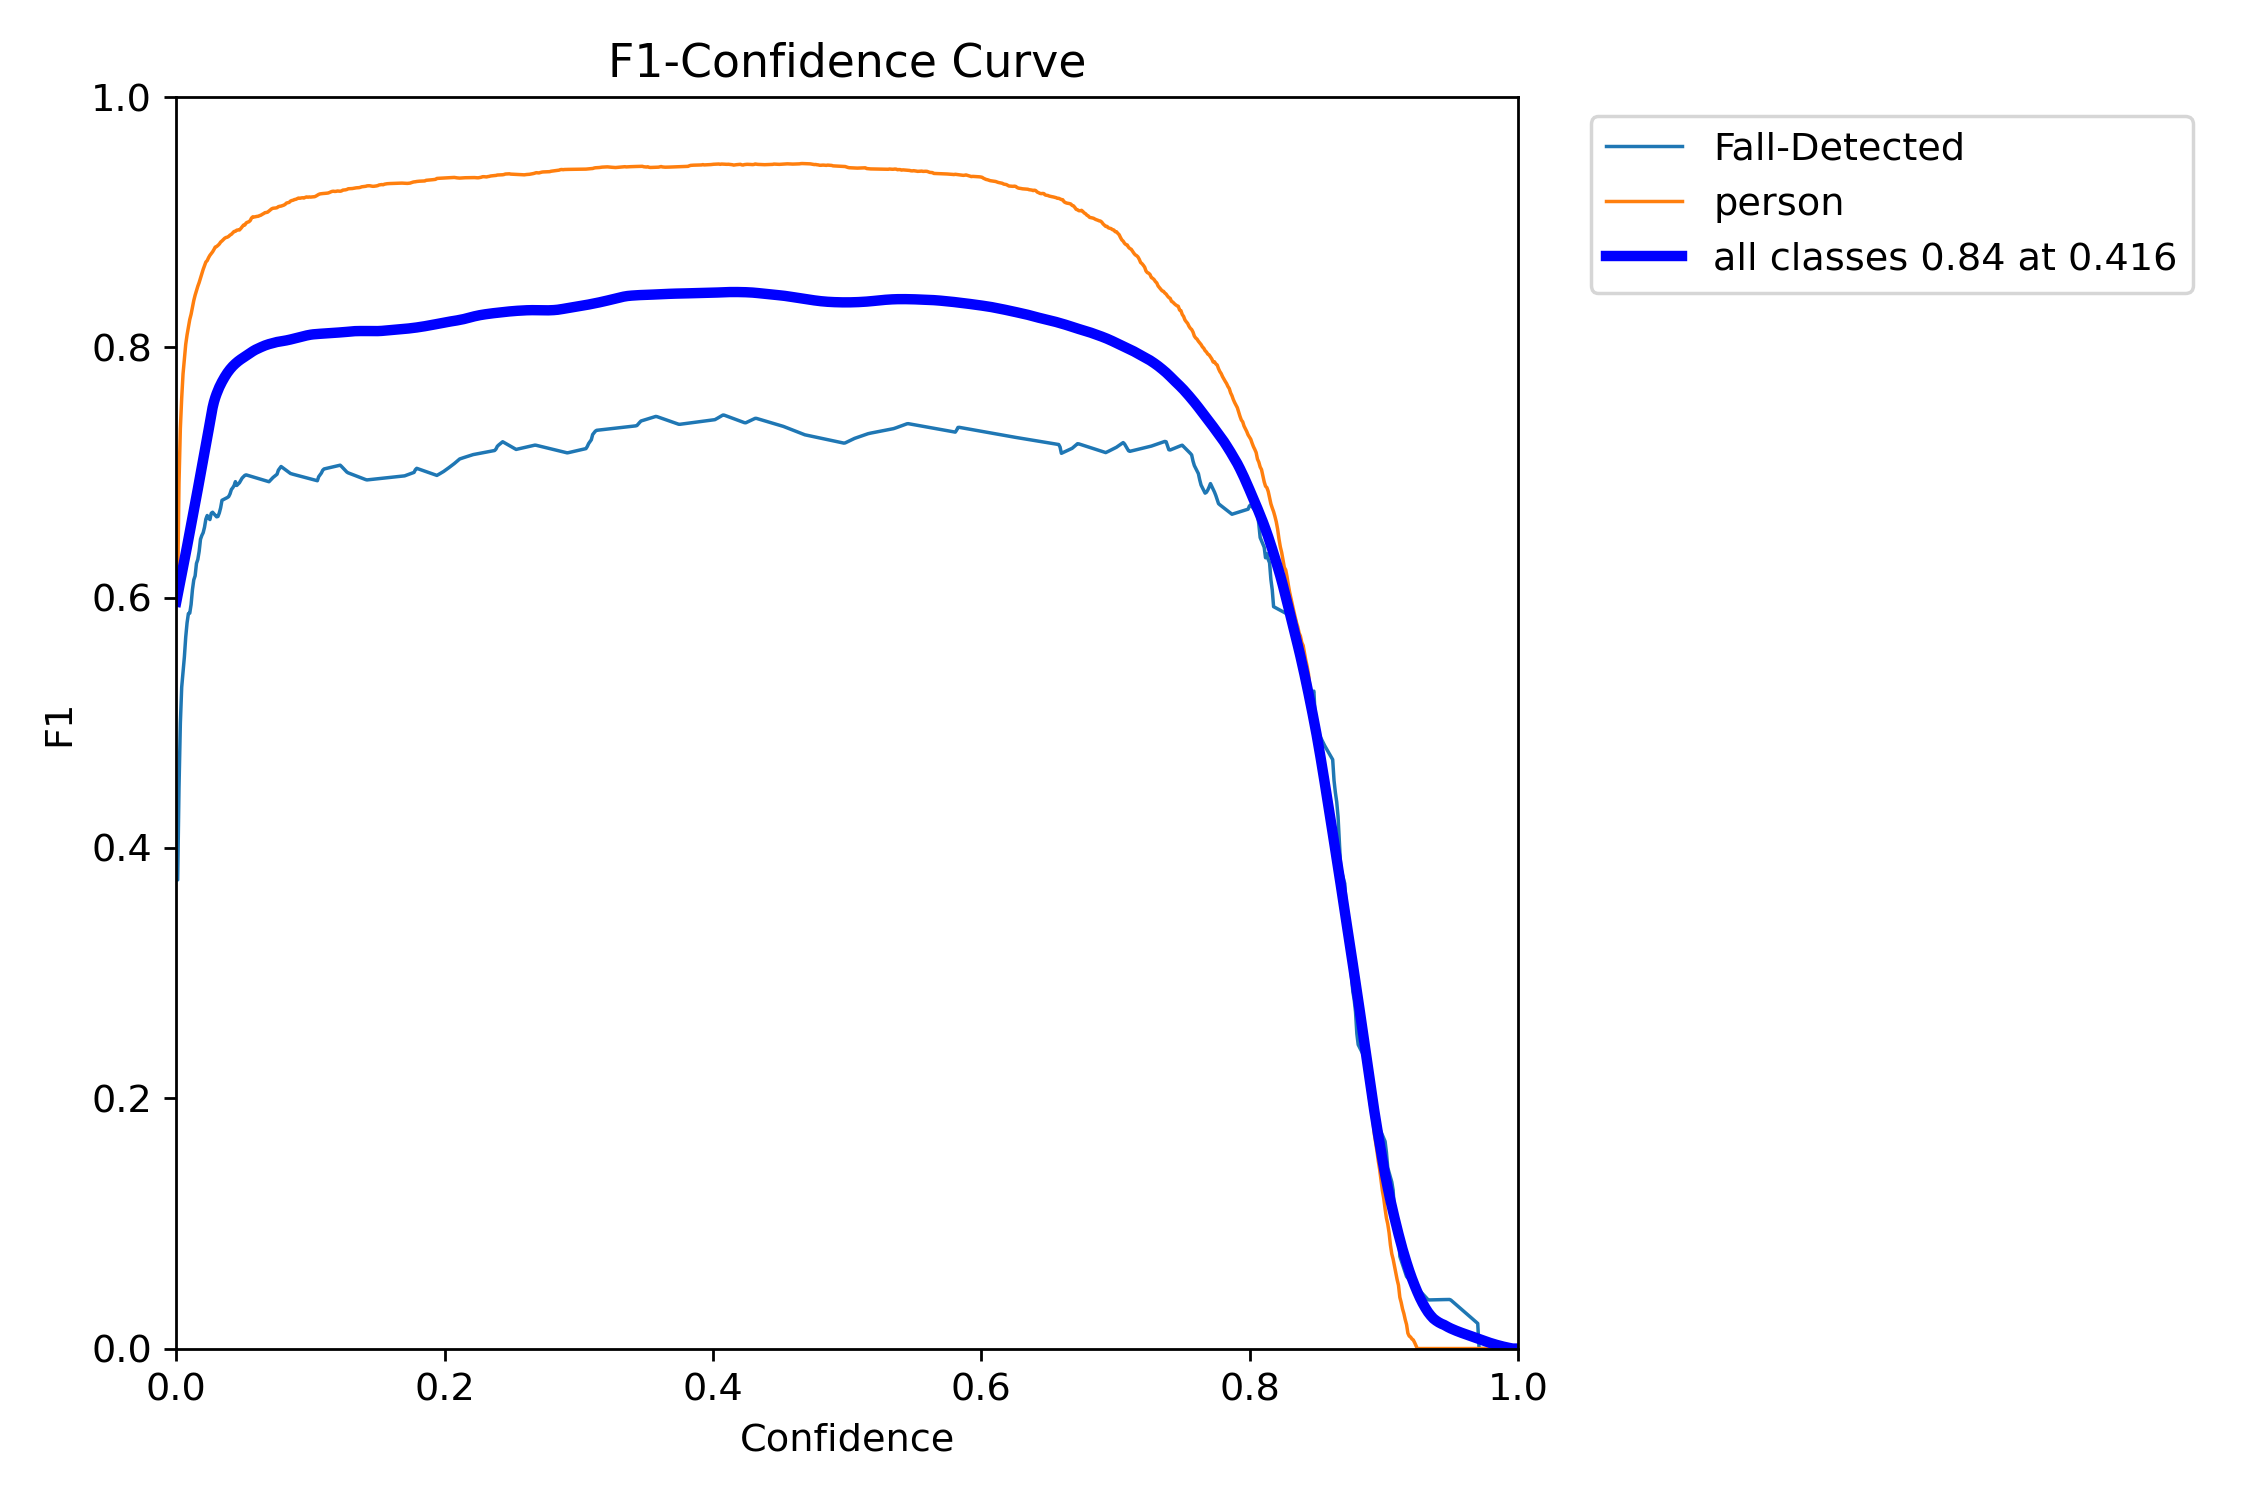 F1-Confidence Curve
1.0
0.8
0.6
0.4
0.2
0.0
F1
0.0 0.2 0.4 0.6 0.8 1.0
Confidence
Fall-Detected
person
all classes 0.84 at 0.416